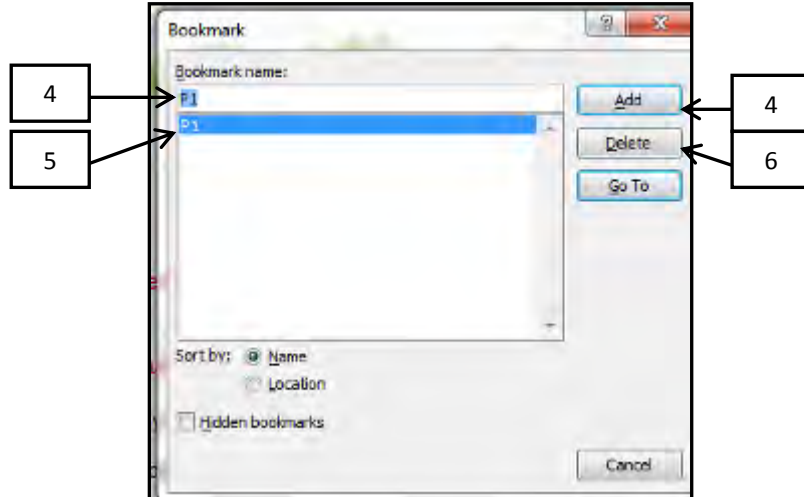 Bookmark
Bookmark name:
4
P1
Add
4
5
P1
Delete
6
Go To
Sort by:
Name
Location
Hidden bookmarks
Cancel